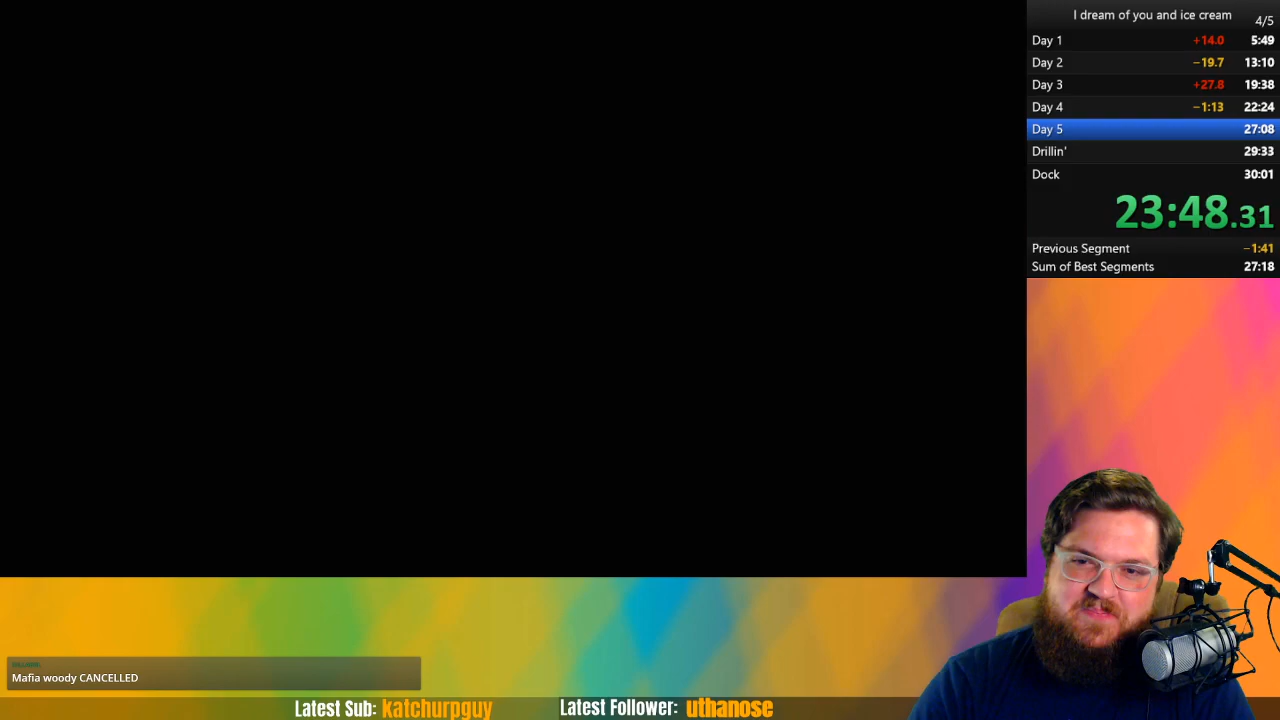 I dream of you and ice cream
4/5
Day 1 +14.0 5:49
Day 2 −19.7 13:10
Day 3 +27.8 19:38
Day 4 −1:13 22:24
Day 5 27:08
Drillin' 29:33
Dock 30:01
23:48.31
Previous Segment −1:41
Sum of Best Segments 27:18
Mafia woody CANCELLED
Latest Sub: katchurpguy Latest Follower: uthanose